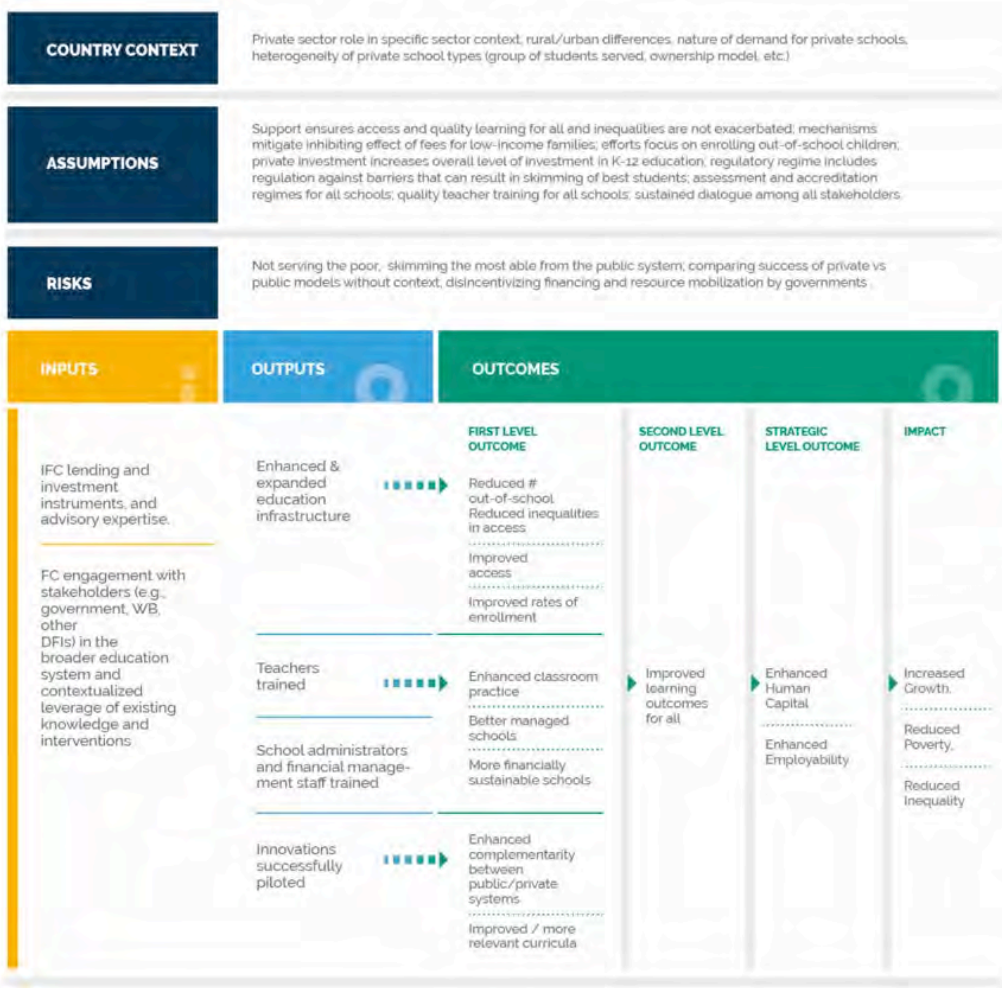 COUNTRY CONTEXT
Private sector role in specific sector context, rural/urban differences, nature of demand for private schools,
heterogeneity of private school types (group of students served, ownership model, etc.)
ASSUMPTIONS
Support ensures access and quality learning for all and inequalities are not exacerbated; mechanisms
mitigate inhibiting effect of fees for low-income families; efforts focus on enrolling out-of-school children;
private investment increases overall level of investment in K-12 education; regulatory regime includes
regulation against barriers that can result in skimming of best students; assessment and accreditation
regimes for all schools; quality teacher training for all schools; sustained dialogue among all stakeholders.
RISKS
Not serving the poor, skimming the most able from the public system; comparing success of private vs
public models without context, disincentivizing financing and resource mobilization by governments
INPUTS
OUTPUTS
OUTCOMES
IFC lending and
investment
instruments, and
advisory expertise.
FC engagement with
stakeholders (e.g.,
government, WB,
other
DFIs) in the
broader education
system and
contextualized
leverage of existing
knowledge and
interventions
Enhanced &
expanded
education
infrastructure
Teachers
trained
School administrators
and financial manage-
ment staff trained
Innovations
successfully
piloted
FIRST LEVEL
OUTCOME
Reduced #
out-of-school
Reduced inequalities
in access
Improved
access
Improved rates of
enrollment
Enhanced classroom
practice
Better managed
schools
More financially
sustainable schools
Enhanced
complementarity
between
public/private
systems
Improved / more
relevant curricula
SECOND LEVEL
OUTCOME
Improved
learning
outcomes
for all
STRATEGIC
LEVEL OUTCOME
Enhanced
Human
Capital
Enhanced
Employability
IMPACT
Increased
Growth,
Reduced
Poverty,
Reduced
Inequality